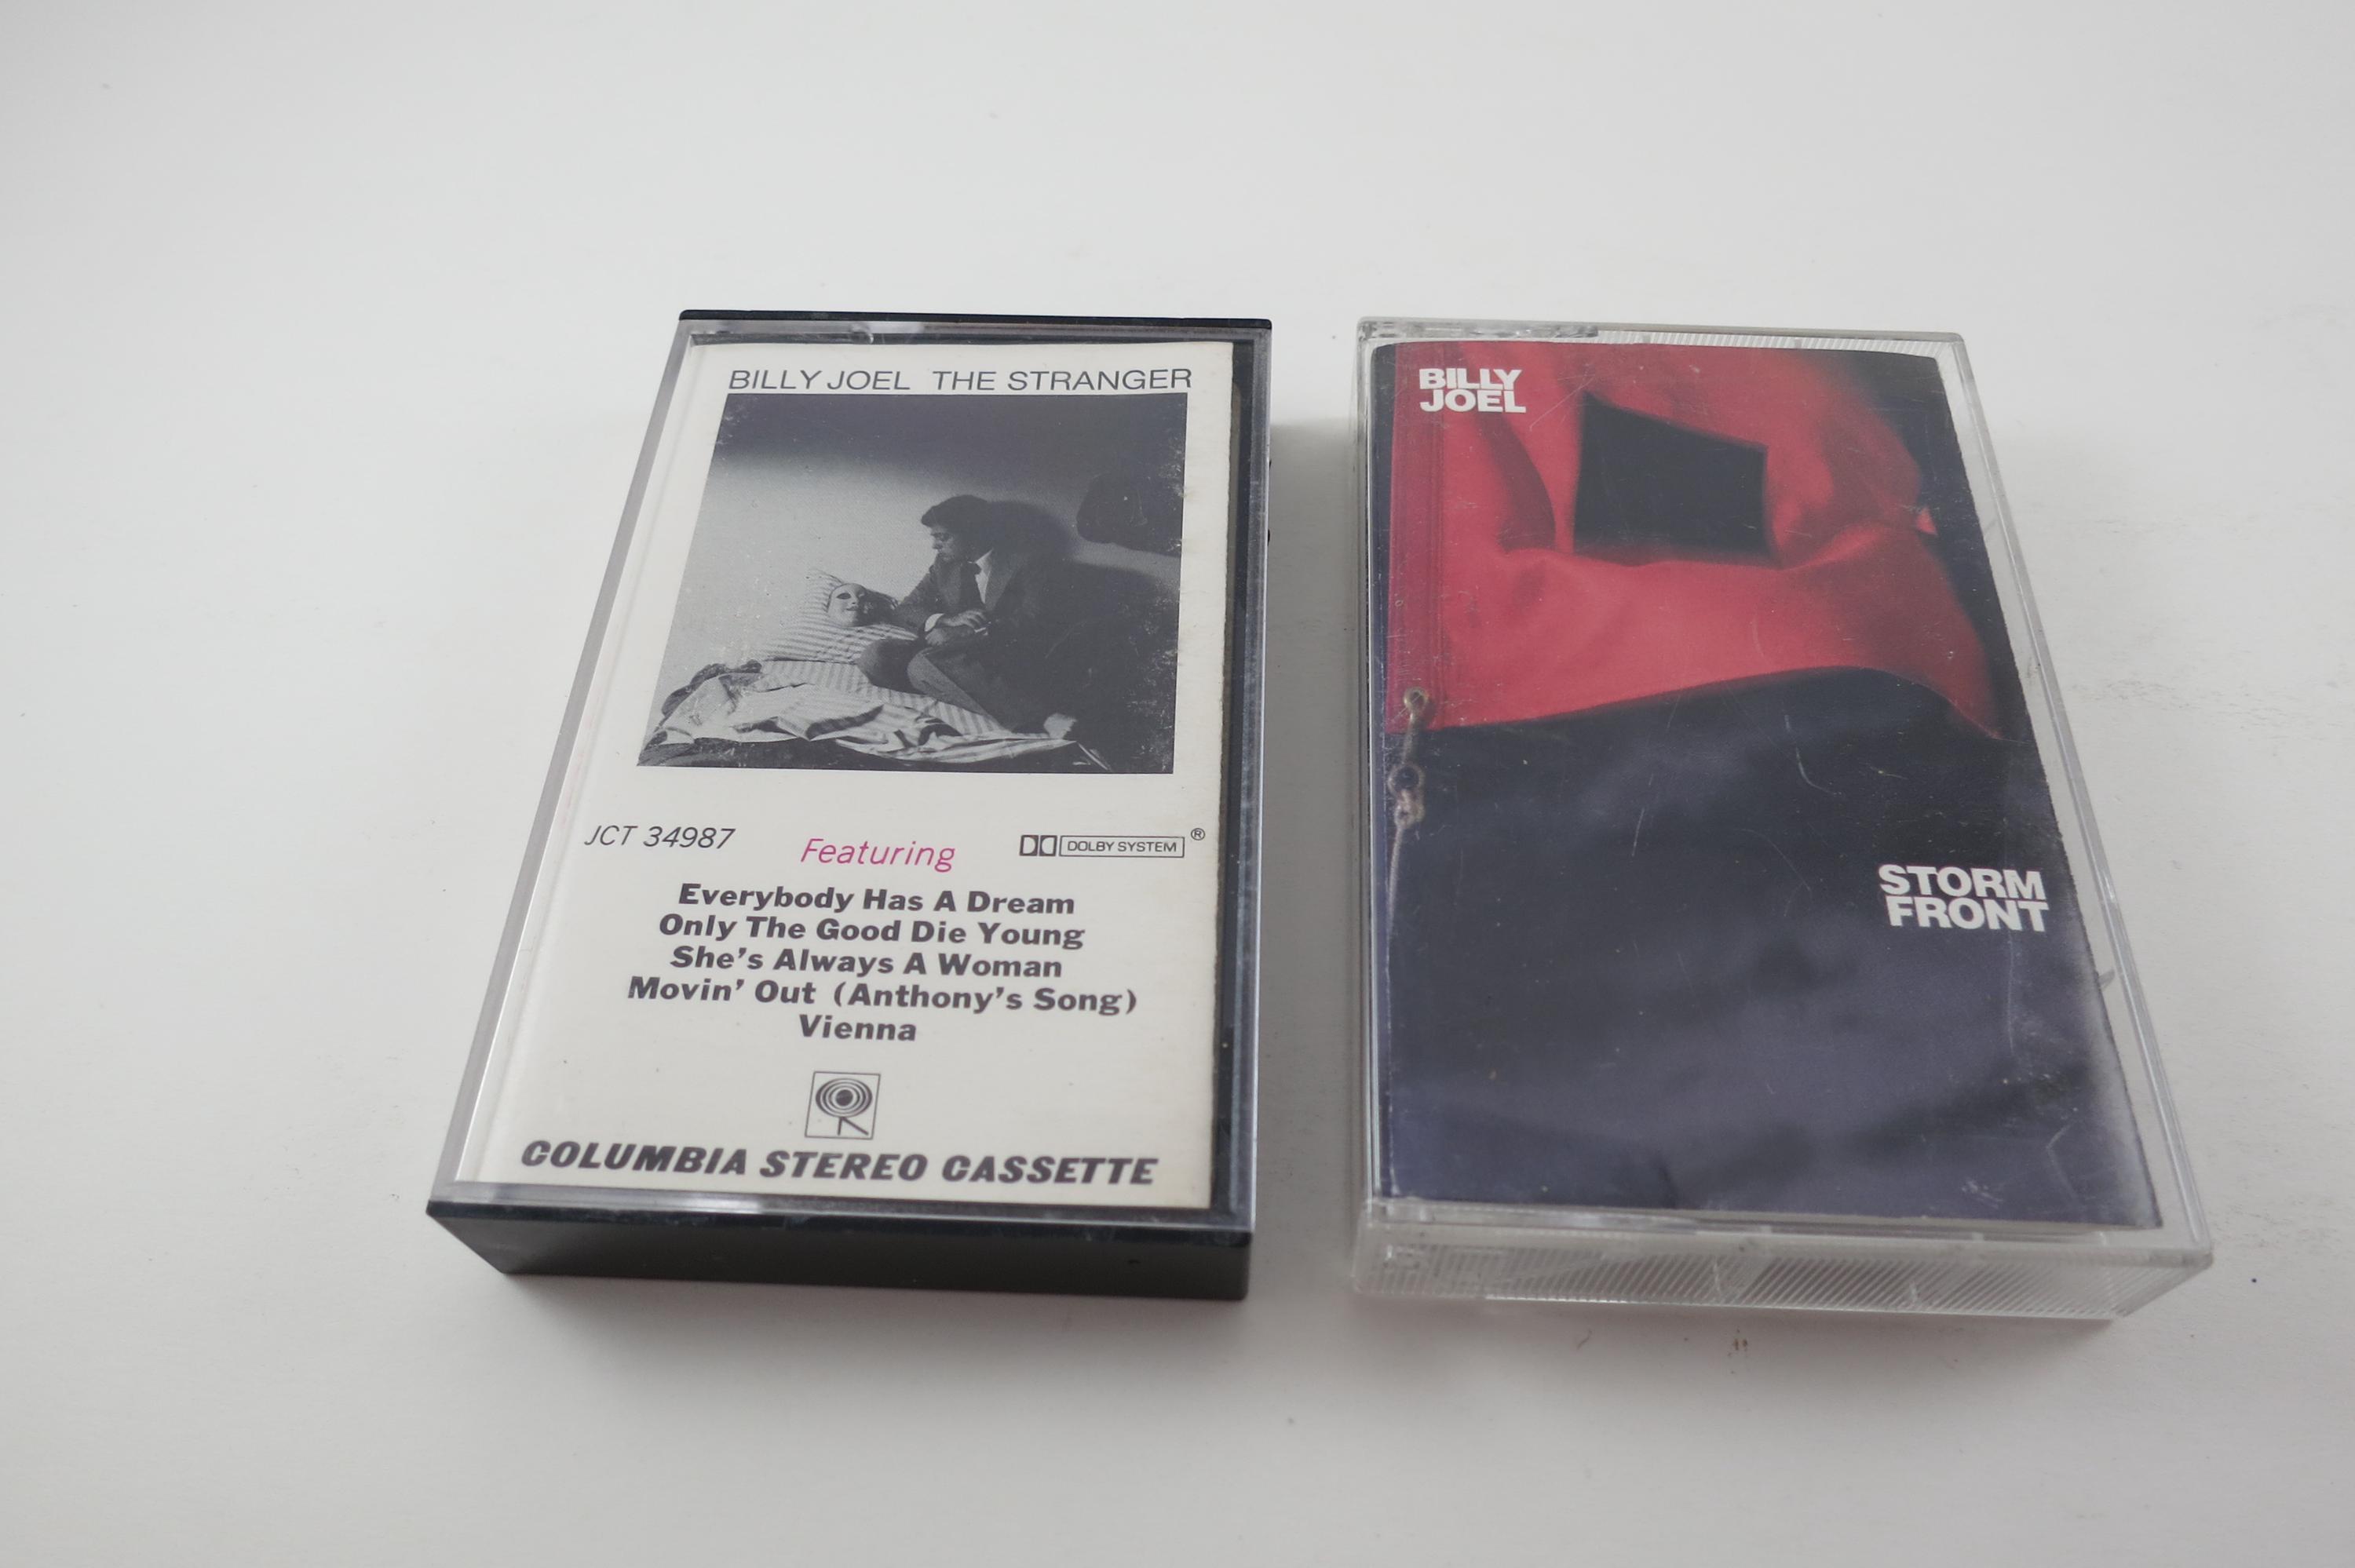 BILLY JOEL THE STRANGER
JCT 34987
Featuring
DOLBY SYSTEM ®
Everybody Has A Dream
Only The Good Die Young
She's Always A Woman
Movin' Out (Anthony's Song)
Vienna
COLUMBIA STEREO CASSETTE
BILLY
JOEL
STORM
FRONT